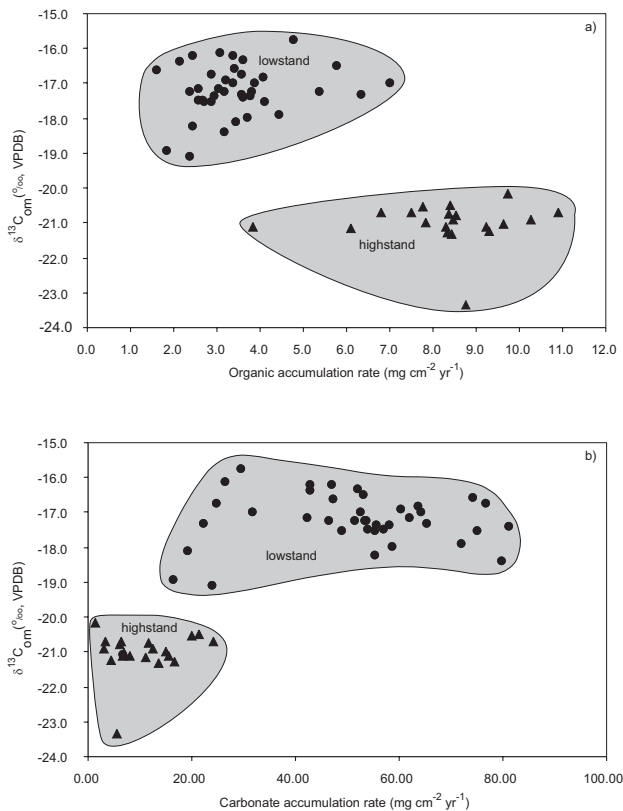 a)
-15.0
-16.0
-17.0
-18.0
-19.0
-20.0
-21.0
-22.0
-23.0
-24.0
δ¹³C_om (‰, VPDB)
lowstand
highstand
0.0 1.0 2.0 3.0 4.0 5.0 6.0 7.0 8.0 9.0 10.0 11.0 12.0
Organic accumulation rate (mg cm⁻² yr⁻¹)
b)
-15.0
-16.0
-17.0
-18.0
-19.0
-20.0
-21.0
-22.0
-23.0
-24.0
δ¹³C_om (‰, VPDB)
lowstand
highstand
0.00 20.00 40.00 60.00 80.00 100.00
Carbonate accumulation rate (mg cm⁻² yr⁻¹)